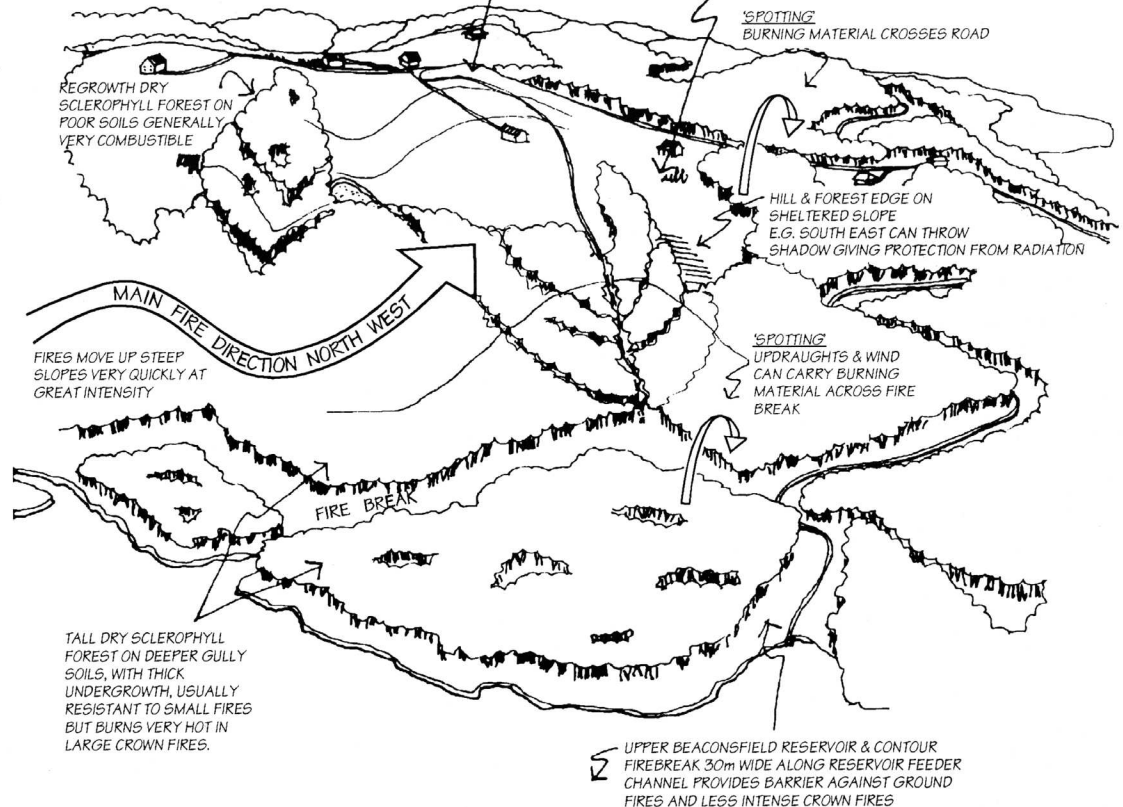 'SPOTTING'
BURNING MATERIAL CROSSES ROAD
REGROWTH DRY
SCLEROPHYLL FOREST ON
POOR SOILS GENERALLY
VERY COMBUSTIBLE
HILL & FOREST EDGE ON
SHELTERED SLOPE
E.G. SOUTH EAST CAN THROW
SHADOW GIVING PROTECTION FROM RADIATION
MAIN FIRE DIRECTION NORTH WEST
FIRES MOVE UP STEEP
SLOPES VERY QUICKLY AT
GREAT INTENSITY
'SPOTTING'
UPDRAUGHTS & WIND
CAN CARRY BURNING
MATERIAL ACROSS FIRE
BREAK
FIRE BREAK
TALL DRY SCLEROPHYLL
FOREST ON DEEPER GULLY
SOILS, WITH THICK
UNDERGROWTH, USUALLY
RESISTANT TO SMALL FIRES
BUT BURNS VERY HOT IN
LARGE CROWN FIRES.
UPPER BEACONSFIELD RESERVOIR & CONTOUR
FIREBREAK 30m WIDE ALONG RESERVOIR FEEDER
CHANNEL PROVIDES BARRIER AGAINST GROUND
FIRES AND LESS INTENSE CROWN FIRES